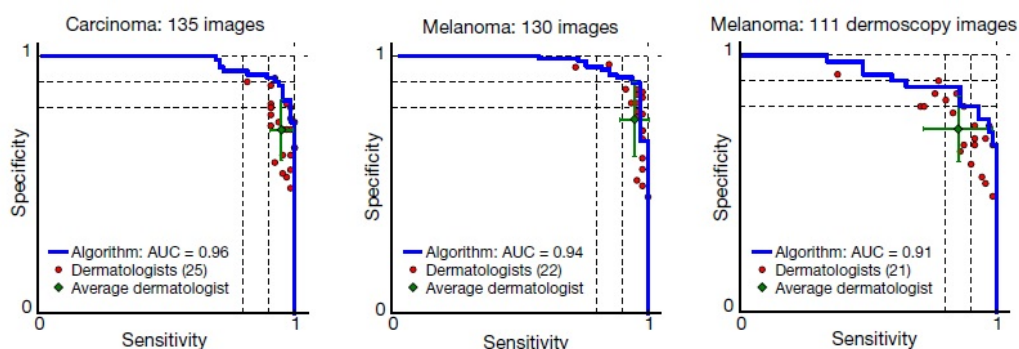 Carcinoma: 135 images
1
Specificity
Algorithm: AUC = 0.96
Dermatologists (25)
Average dermatologist
0
0
1
Sensitivity
Melanoma: 130 images
1
Specificity
Algorithm: AUC = 0.94
Dermatologists (22)
Average dermatologist
0
0
1
Sensitivity
Melanoma: 111 dermoscopy images
1
Specificity
Algorithm: AUC = 0.91
Dermatologists (21)
Average dermatologist
0
0
1
Sensitivity